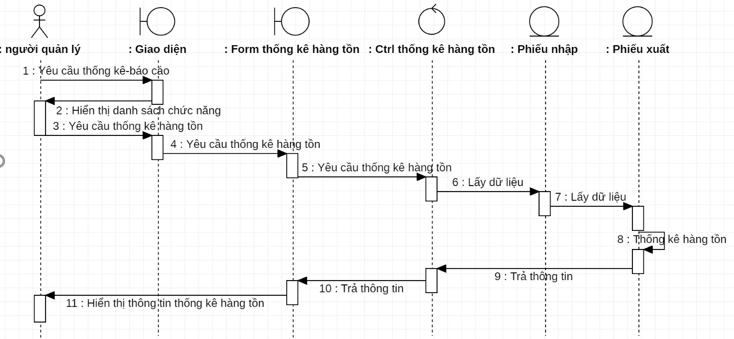 : người quản lý
: Giao diện
: Form thống kê hàng tồn
: Ctrl thống kê hàng tồn
: Phiếu nhập
: Phiếu xuất
1 : Yêu cầu thống kê-báo cáo
2 : Hiển thị danh sách chức năng
3 : Yêu cầu thống kê hàng tồn
4 : Yêu cầu thống kê hàng tồn
5 : Yêu cầu thống kê hàng tồn
6 : Lấy dữ liệu
7 : Lấy dữ liệu
8 : Thống kê hàng tồn
9 : Trả thông tin
10 : Trả thông tin
11 : Hiển thị thông tin thống kê hàng tồn